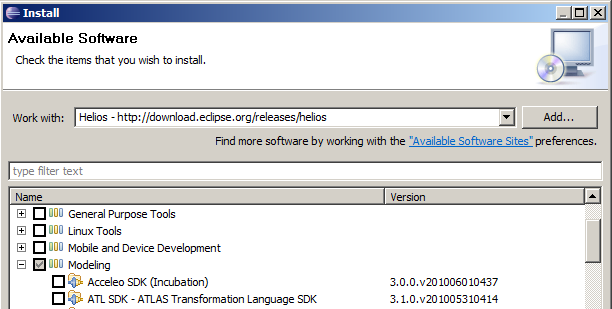 Install
Available Software
Check the items that you wish to install.
Work with: Helios - http://download.eclipse.org/releases/helios Add...
Find more software by working with the "Available Software Sites" preferences.
type filter text
Name Version
General Purpose Tools
Linux Tools
Mobile and Device Development
Modeling
Acceleo SDK (Incubation) 3.0.0.v201006010437
ATL SDK - ATLAS Transformation Language SDK 3.1.0.v201005310414